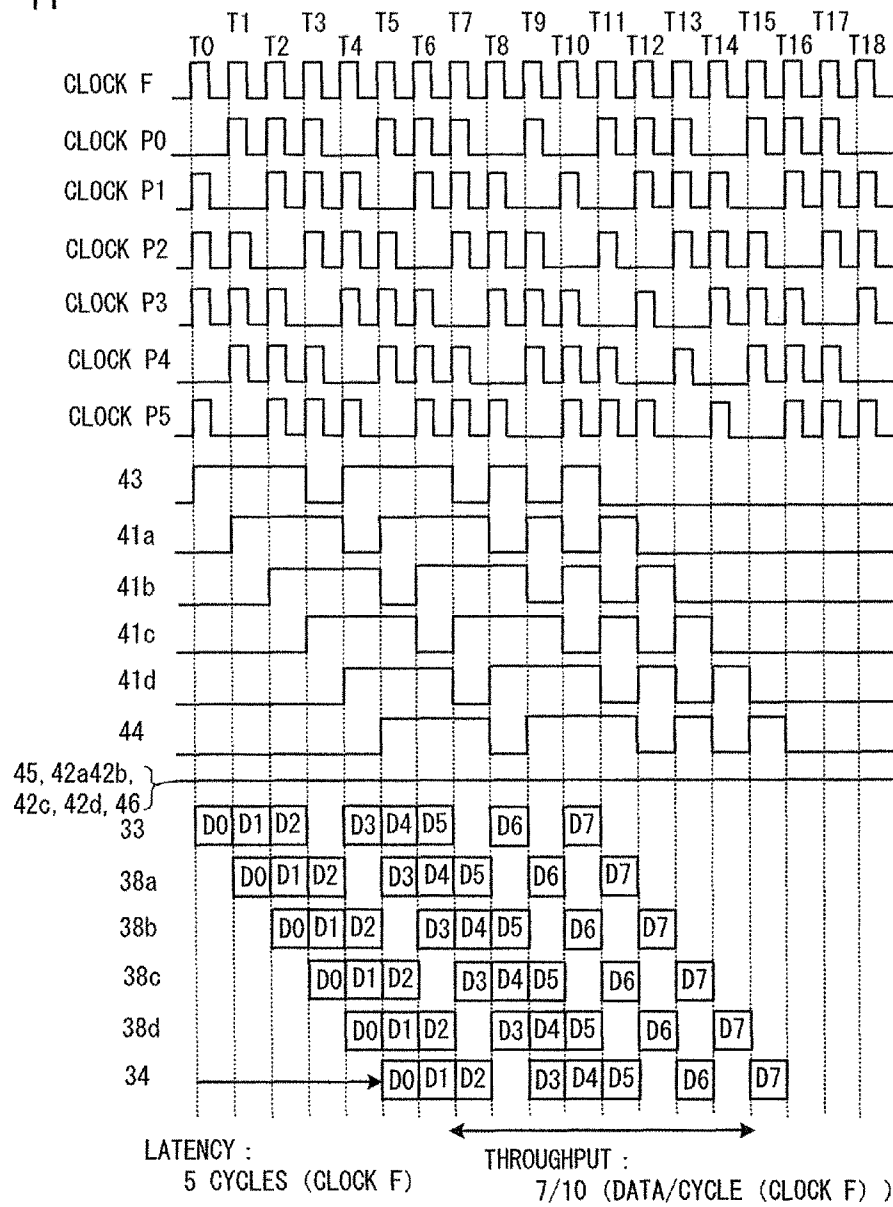 T1 T3 T5 T7 T9 T11 T13 T15 T17
T0 T2 T4 T6 T8 T10 T12 T14 T16 T18
CLOCK F
CLOCK P0
CLOCK P1
CLOCK P2
CLOCK P3
CLOCK P4
CLOCK P5
43
41a
41b
41c
41d
44
45, 42a42b,
42c, 42d, 46
33 D0 D1 D2 D3 D4 D5 D6 D7
38a D0 D1 D2 D3 D4 D5 D6 D7
38b D0 D1 D2 D3 D4 D5 D6 D7
38c D0 D1 D2 D3 D4 D5 D6 D7
38d D0 D1 D2 D3 D4 D5 D6 D7
34 D0 D1 D2 D3 D4 D5 D6 D7
LATENCY :
5 CYCLES (CLOCK F)
THROUGHPUT :
7/10 (DATA/CYCLE (CLOCK F) )